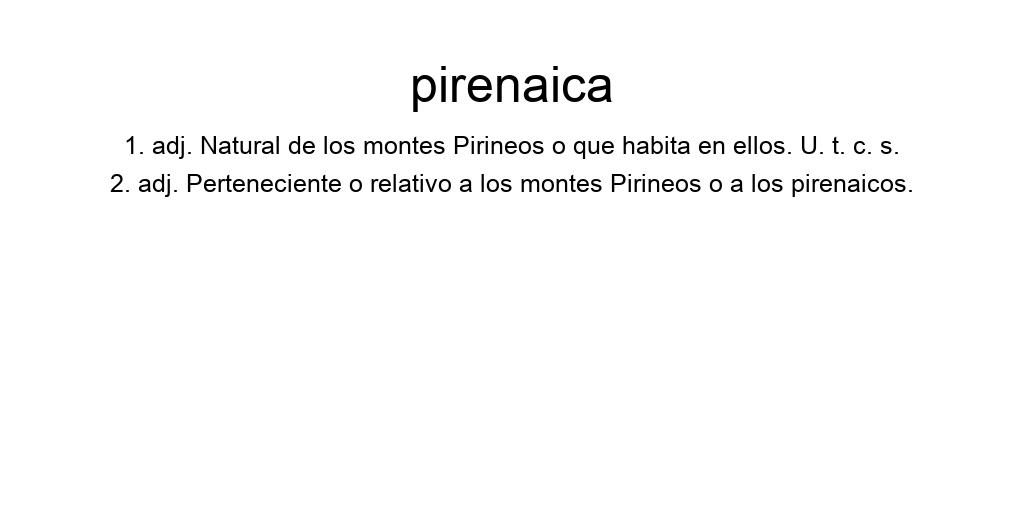 pirenaica
1. adj. Natural de los montes Pirineos o que habita en ellos. U. t. c. s.
2. adj. Perteneciente o relativo a los montes Pirineos o a los pirenaicos.